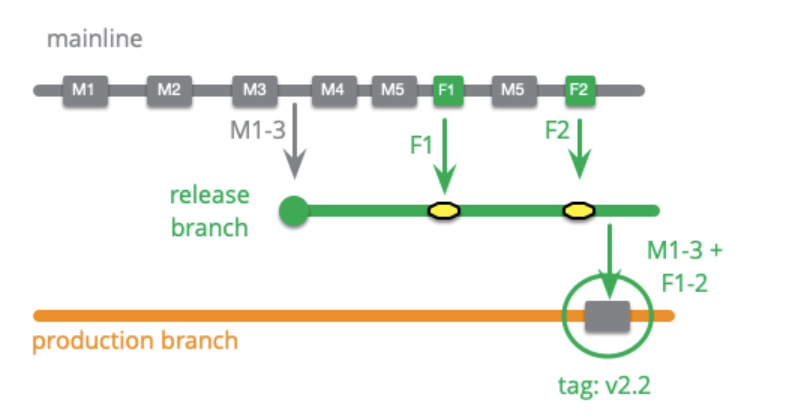 mainline
M1 M2 M3 M4 M5 F1 M5 F2
M1-3
F1
F2
release
branch
M1-3 +
F1-2
production branch
tag: v2.2